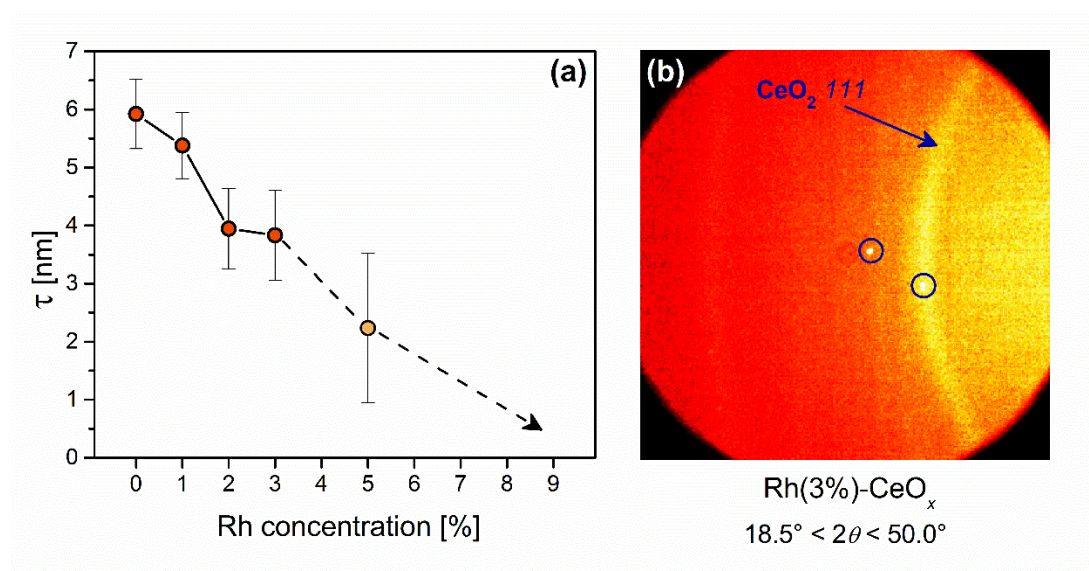 (a)
7
6
5
4
3
2
1
0
τ [nm]
0 1 2 3 4 5 6 7 8 9
Rh concentration [%]
(b)
CeO₂ 111
Rh(3%)-CeOₓ
18.5° < 2θ < 50.0°